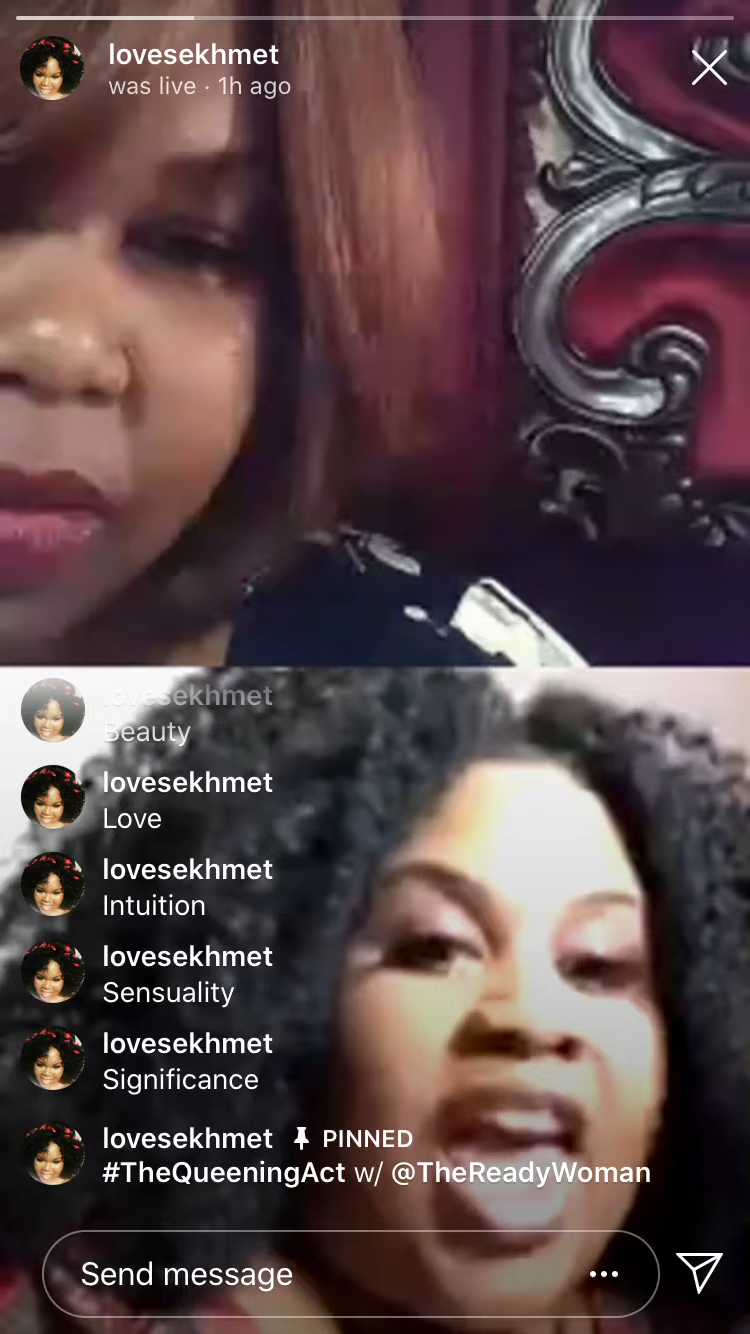 lovesekhmet
was live · 1h ago
lovesekhmet
Beauty
lovesekhmet
Love
lovesekhmet
Intuition
lovesekhmet
Sensuality
lovesekhmet
Significance
lovesekhmet PINNED
#TheQueeningAct w/ @TheReadyWoman
Send message